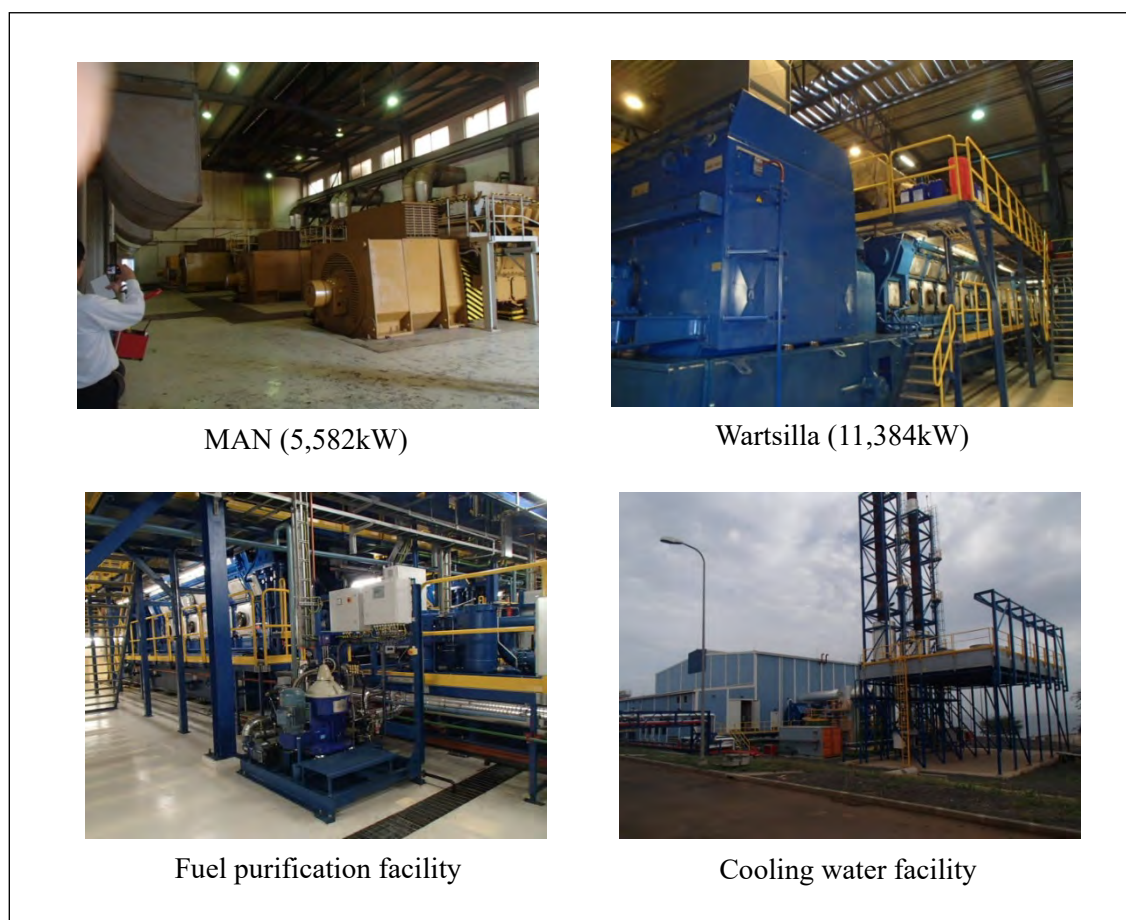 MAN (5,582kW)
Wartsilla (11,384kW)
Fuel purification facility
Cooling water facility